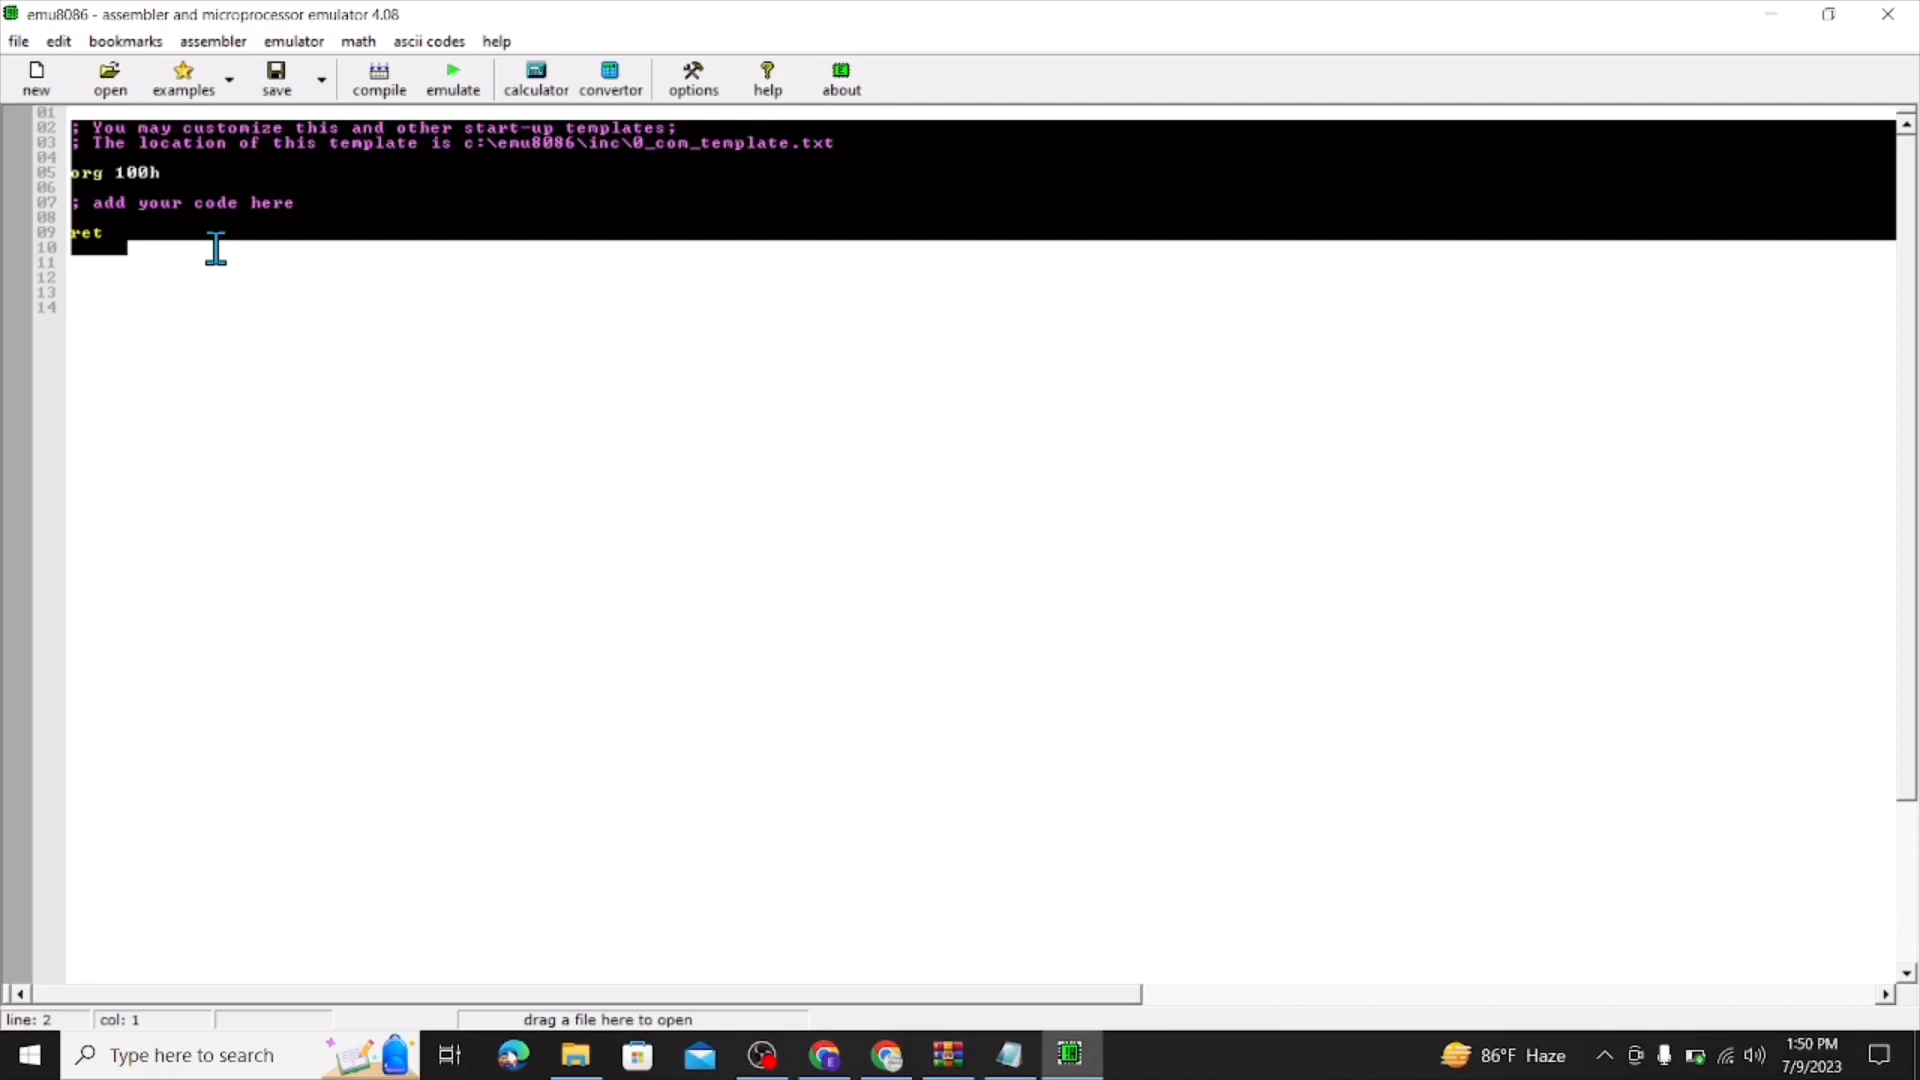 emu8086 - assembler and microprocessor emulator 4.08
file edit bookmarks assembler emulator math ascii codes help
new open examples save compile emulate calculator convertor options help about
01
02 ; You may customize this and other start-up templates;
03 ; The location of this template is c:\emu8086\inc\0_com_template.txt
04
05 org 100h
06
07 ; add your code here
08
09 ret
10
11
12
13
14
line: 2 col: 1 drag a file here to open
Type here to search 86°F Haze 1:50 PM
7/9/2023